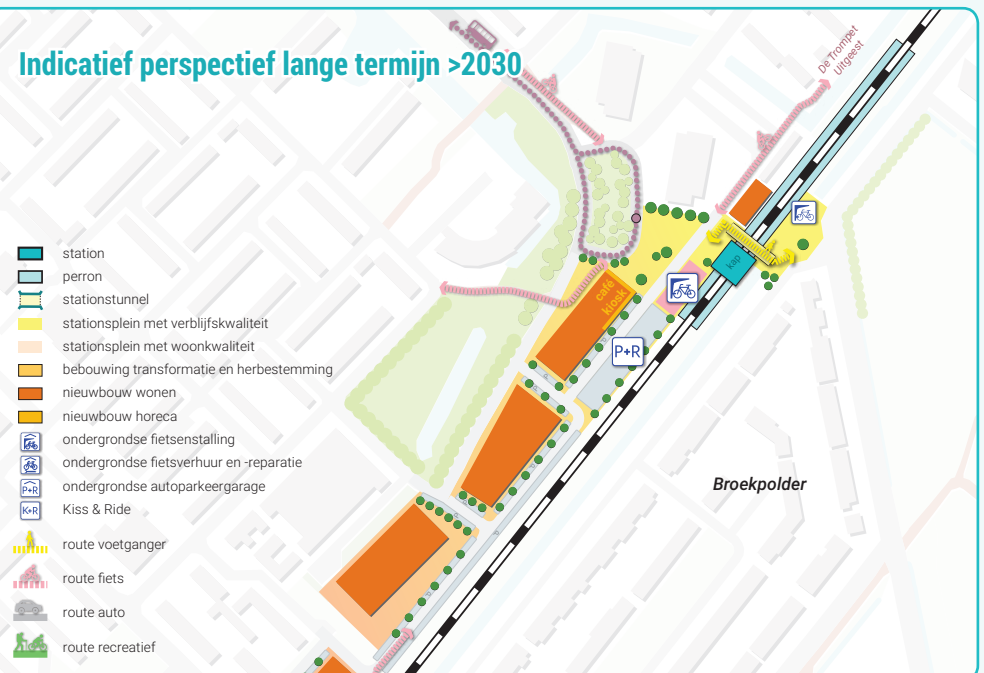 Indicatief perspectief lange termijn >2030
De Trompet
Uitgeest
kap
café
kiosk
P+R
Broekpolder
station
perron
stationstunnel
stationsplein met verblijfskwaliteit
stationsplein met woonkwaliteit
bebouwing transformatie en herbestemming
nieuwbouw wonen
nieuwbouw horeca
ondergrondse fietsenstalling
ondergrondse fietsverhuur en -reparatie
P+R
ondergrondse autoparkeergarage
K+R
Kiss & Ride
route voetganger
route fiets
route auto
route recreatief